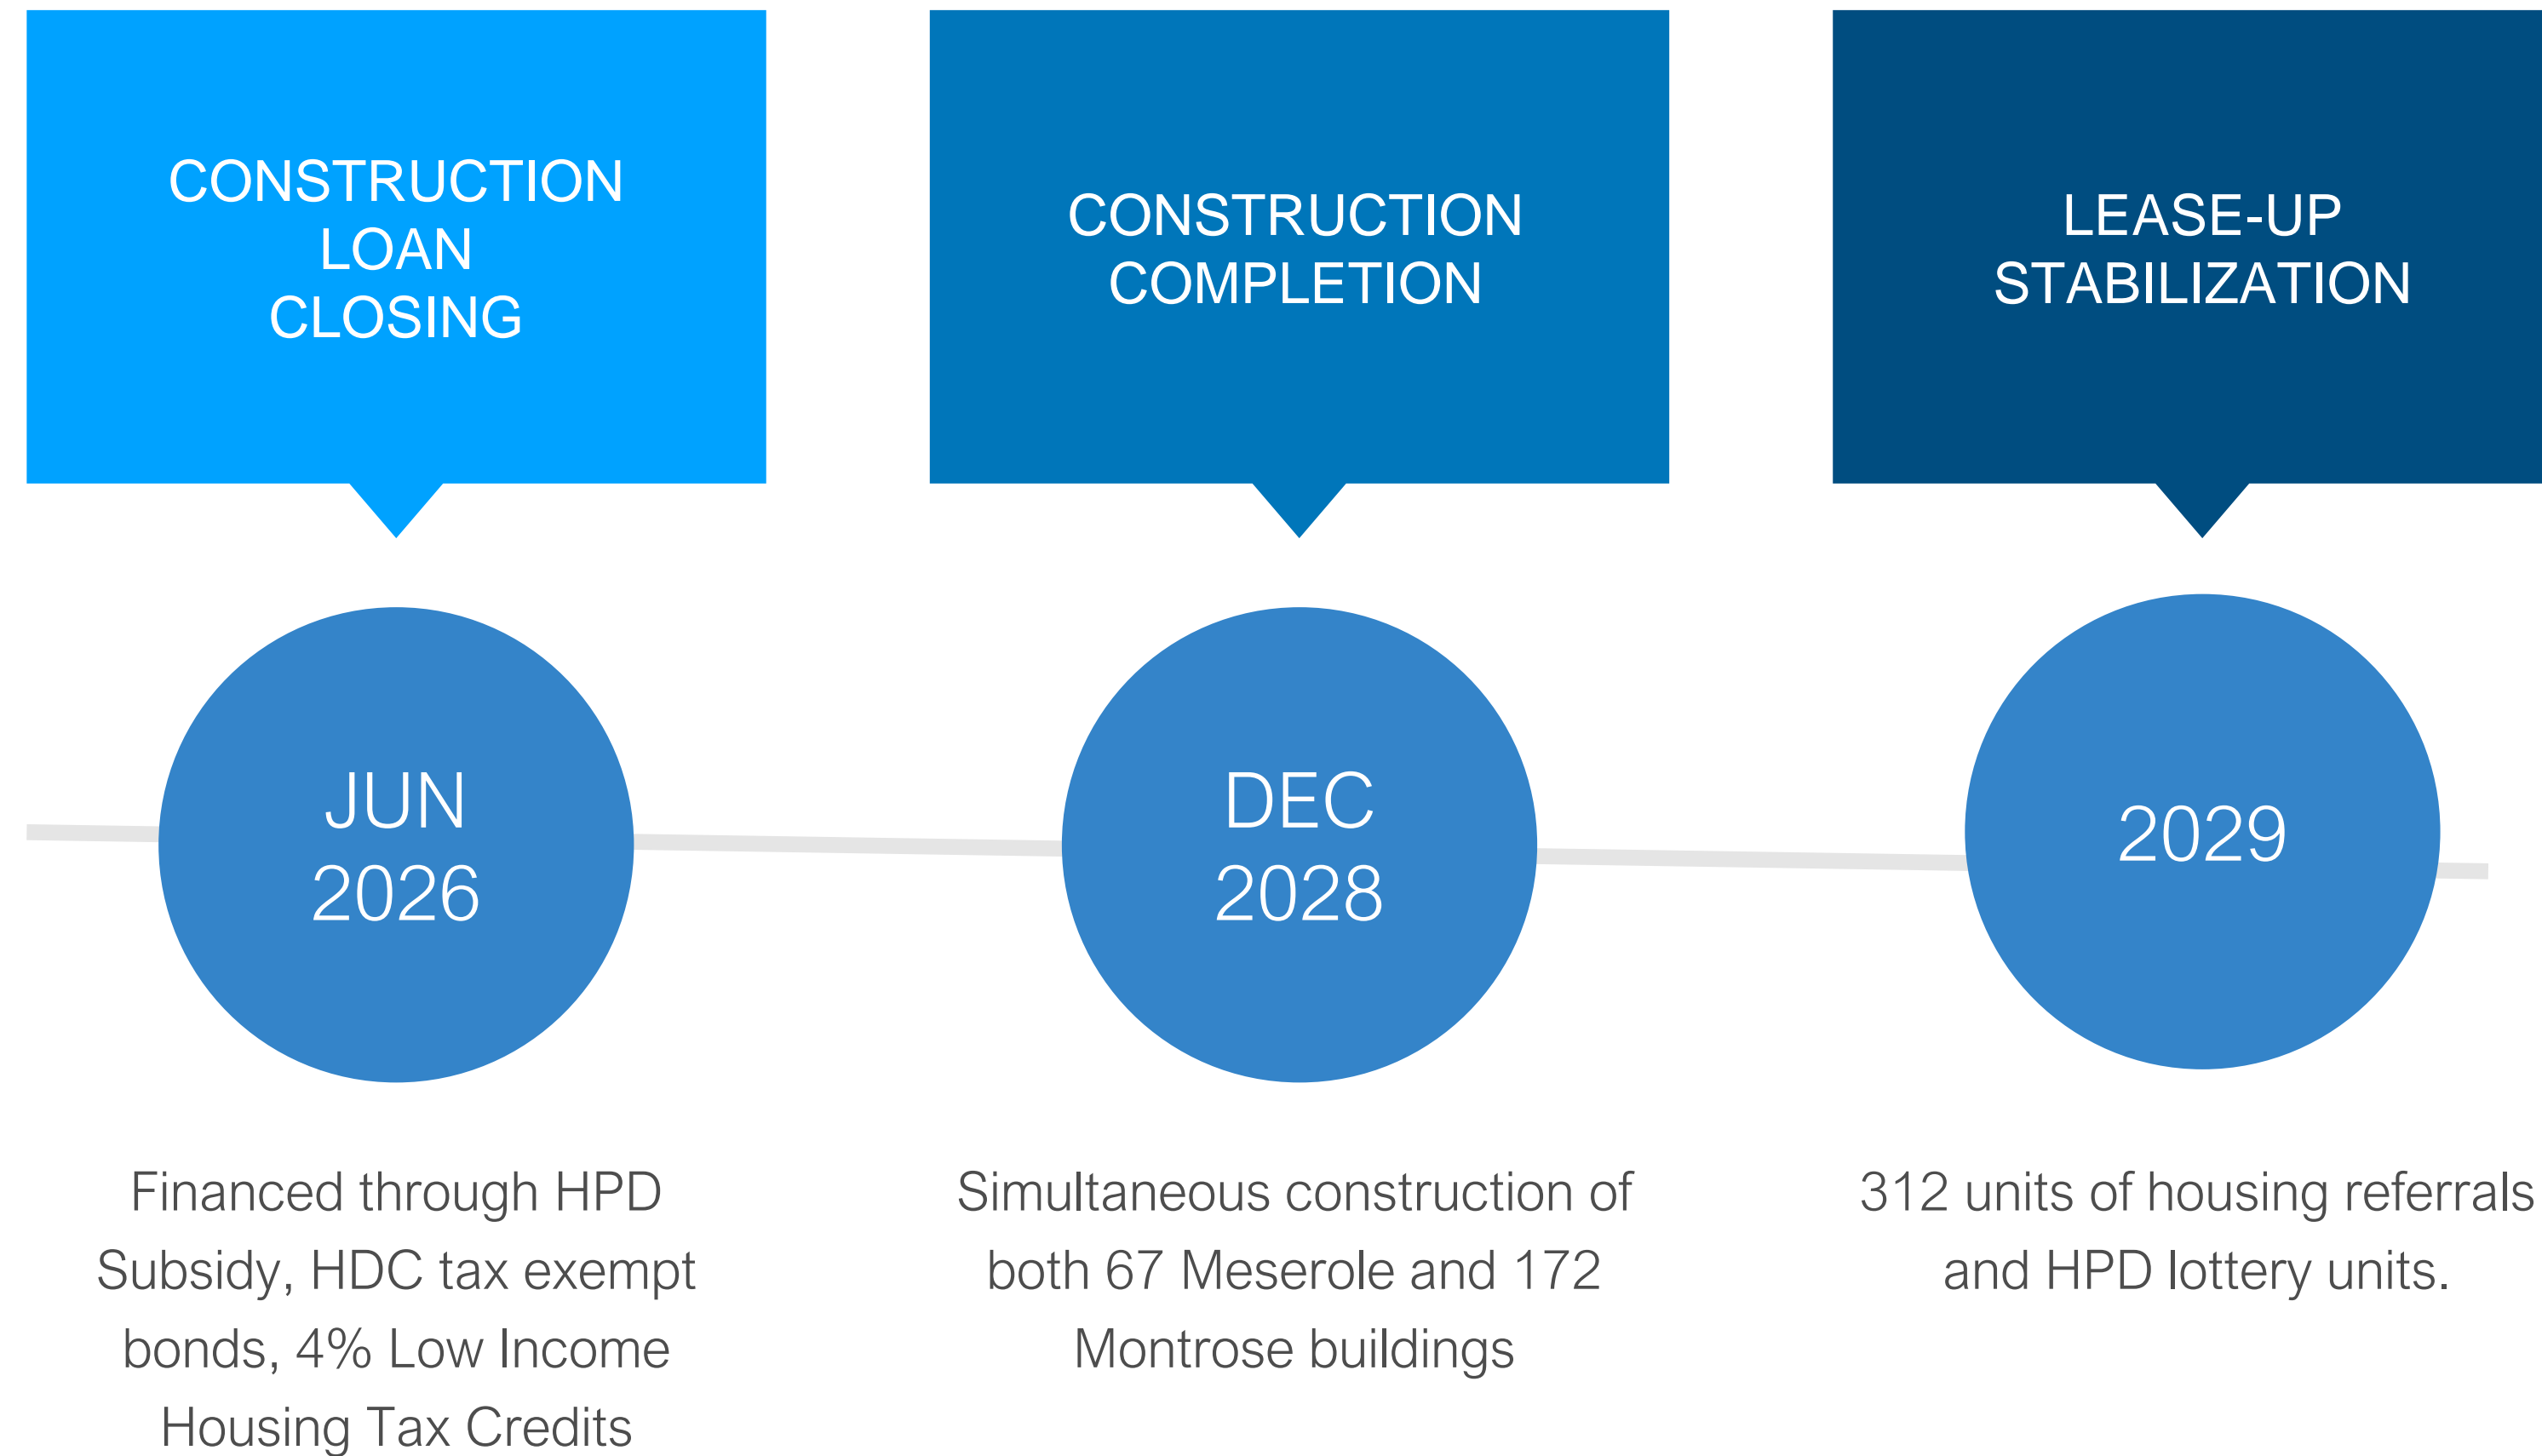 CONSTRUCTION
LOAN
CLOSING
JUN
2026
Financed through HPD
Subsidy, HDC tax exempt
bonds, 4% Low Income
Housing Tax Credits
CONSTRUCTION
COMPLETION
DEC
2028
Simultaneous construction of
both 67 Meserole and 172
Montrose buildings
LEASE-UP
STABILIZATION
2029
312 units of housing referrals
and HPD lottery units.